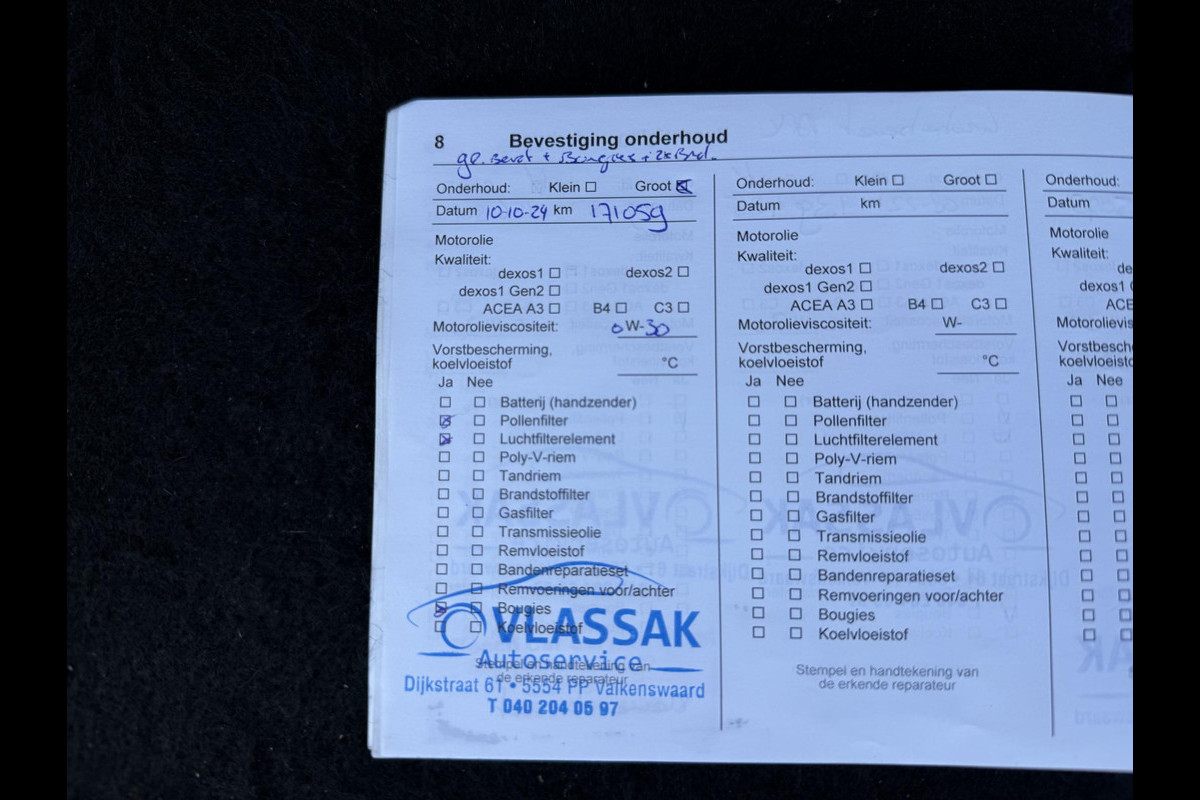 8 Bevestiging onderhoud
gr. Beurt + Bougies + 2x Bnd.
Onderhoud: Klein ☐ Groot ☒
Datum 10-10-24 km 171059
Motorolie
Kwaliteit:
dexos1 ☐ dexos2 ☐
dexos1 Gen2 ☐
ACEA A3 ☐ B4 ☐ C3 ☐
Motorolieviscositeit: 0W-30
Vorstbescherming,
koelvloeistof °C
Ja Nee
☐ ☐ Batterij (handzender)
☒ ☐ Pollenfilter
☒ ☐ Luchtfilterelement
☐ ☐ Poly-V-riem
☐ ☐ Tandriem
☐ ☐ Brandstoffilter
☐ ☐ Gasfilter
☐ ☐ Transmissieolie
☐ ☐ Remvloeistof
☐ ☐ Bandenreparatieset
☐ ☐ Remvoeringen voor/achter
☒ ☐ Bougies
☐ ☐ Koelvloeistof
Stempel en handtekening van
de erkende reparateur
VLASSAK
Autoservice
Dijkstraat 61 • 5554 PP Valkenswaard
T 040 204 05 97
Onderhoud: Klein ☐ Groot ☐
Datum km
Motorolie
Kwaliteit:
dexos1 ☐ dexos2 ☐
dexos1 Gen2 ☐
ACEA A3 ☐ B4 ☐ C3 ☐
Motorolieviscositeit: W-
Vorstbescherming,
koelvloeistof °C
Ja Nee
☐ ☐ Batterij (handzender)
☐ ☐ Pollenfilter
☐ ☐ Luchtfilterelement
☐ ☐ Poly-V-riem
☐ ☐ Tandriem
☐ ☐ Brandstoffilter
☐ ☐ Gasfilter
☐ ☐ Transmissieolie
☐ ☐ Remvloeistof
☐ ☐ Bandenreparatieset
☐ ☐ Remvoeringen voor/achter
☐ ☐ Bougies
☐ ☐ Koelvloeistof
Stempel en handtekening van
de erkende reparateur
Onderhoud:
Datum
Motorolie
Kwaliteit:
de
dexos1 G
ACE
Motorolievis
Vorstbesche
koelvloeistof
Ja Nee